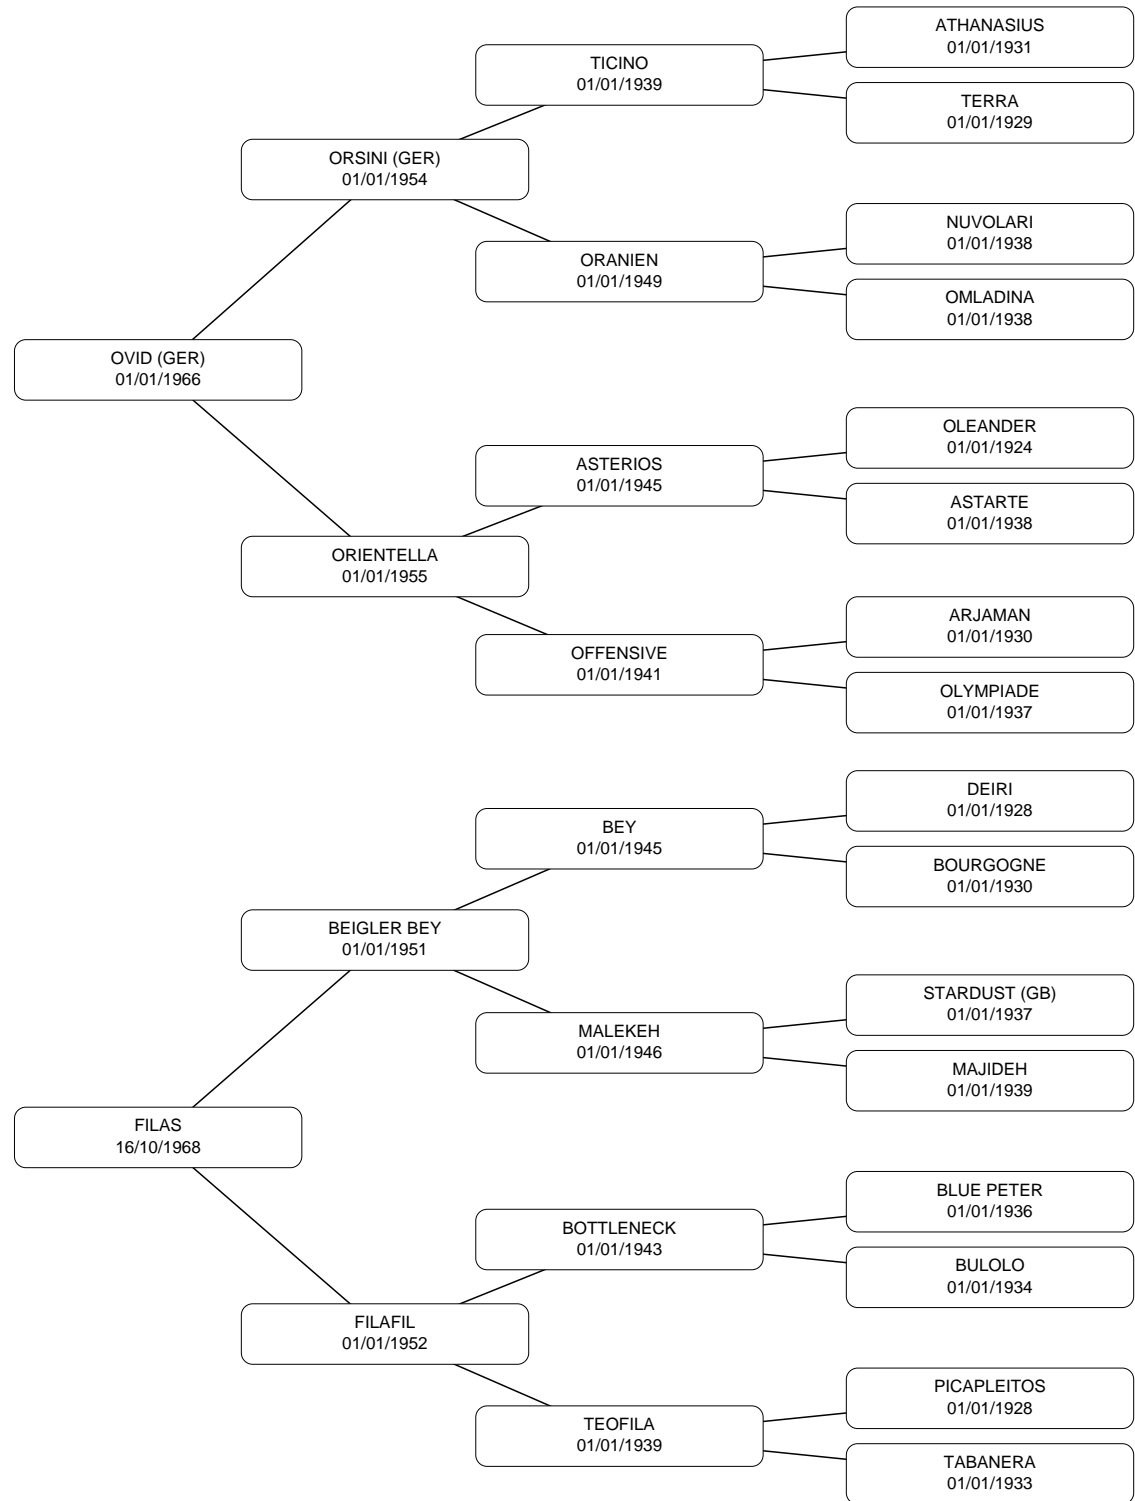 ATHANASIUS
01/01/1931
TICINO
01/01/1939
TERRA
01/01/1929
ORSINI (GER)
01/01/1954
NUVOLARI
01/01/1938
ORANIEN
01/01/1949
OMLADINA
01/01/1938
OVID (GER)
01/01/1966
OLEANDER
01/01/1924
ASTERIOS
01/01/1945
ASTARTE
01/01/1938
ORIENTELLA
01/01/1955
ARJAMAN
01/01/1930
OFFENSIVE
01/01/1941
OLYMPIADE
01/01/1937
DEIRI
01/01/1928
BEY
01/01/1945
BOURGOGNE
01/01/1930
BEIGLER BEY
01/01/1951
STARDUST (GB)
01/01/1937
MALEKEH
01/01/1946
MAJIDEH
01/01/1939
FILAS
16/10/1968
BLUE PETER
01/01/1936
BOTTLENECK
01/01/1943
BULOLO
01/01/1934
FILAFIL
01/01/1952
PICAPLEITOS
01/01/1928
TEOFILA
01/01/1939
TABANERA
01/01/1933